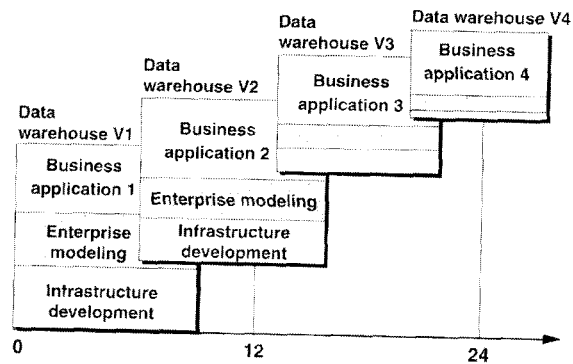 Data warehouse V4
Business
application 4
Data
warehouse V3
Business
application 3
Data
warehouse V2
Business
application 2
Enterprise modeling
Infrastructure
development
Data
warehouse V1
Business
application 1
Enterprise
modeling
Infrastructure
development
0
12
24